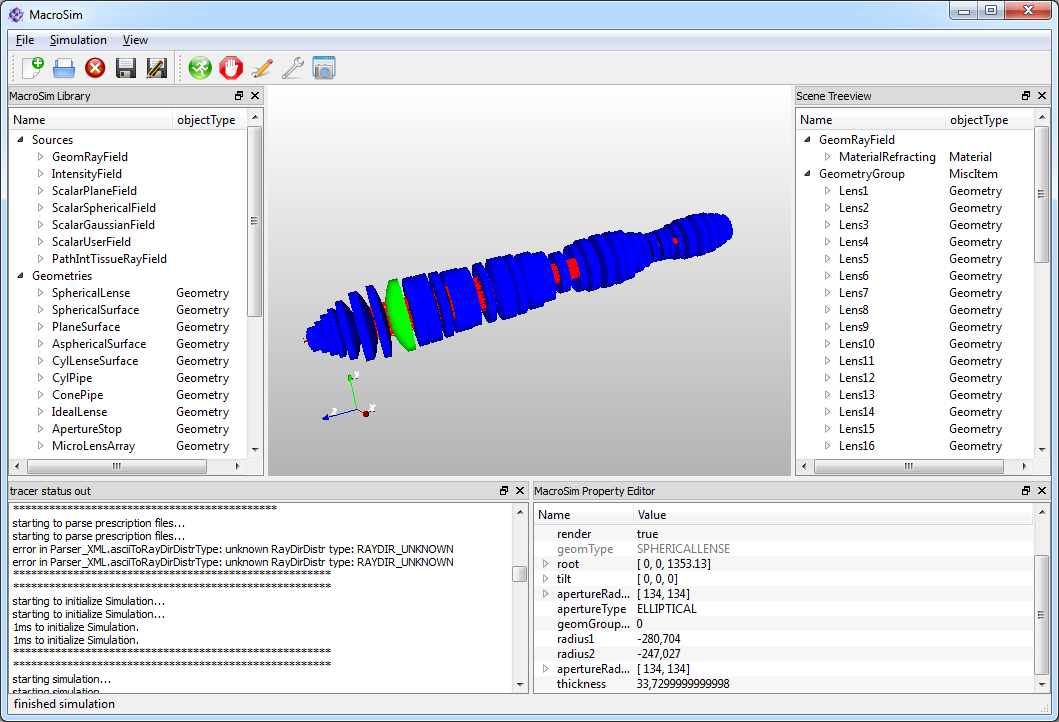 MacroSim
File Simulation View
MacroSim Library
Name objectType
Sources
GeomRayField
IntensityField
ScalarPlaneField
ScalarSphericalField
ScalarGaussianField
ScalarUserField
PathIntTissueRayField
Geometries
SphericalLense Geometry
SphericalSurface Geometry
PlaneSurface Geometry
AsphericalSurface Geometry
CylLenseSurface Geometry
CylPipe Geometry
ConePipe Geometry
IdealLense Geometry
ApertureStop Geometry
MicroLensArray Geometry
y
z
x
Scene Treeview
Name objectType
GeomRayField
MaterialRefracting Material
GeometryGroup MiscItem
Lens1 Geometry
Lens2 Geometry
Lens3 Geometry
Lens4 Geometry
Lens5 Geometry
Lens6 Geometry
Lens7 Geometry
Lens8 Geometry
Lens9 Geometry
Lens10 Geometry
Lens11 Geometry
Lens12 Geometry
Lens13 Geometry
Lens14 Geometry
Lens15 Geometry
Lens16 Geometry
tracer status out
********************************************
starting to parse prescription files...
starting to parse prescription files...
error in Parser_XML.asciiToRayDirDistrType: unknown RayDirDistr type: RAYDIR_UNKNOWN
error in Parser_XML.asciiToRayDirDistrType: unknown RayDirDistr type: RAYDIR_UNKNOWN
*****************************************************
*****************************************************
starting to initialize Simulation...
starting to initialize Simulation...
1ms to initialize Simulation.
1ms to initialize Simulation.
*****************************************************
*****************************************************
starting simulation...
starting simulation
MacroSim Property Editor
Name Value
render true
geomType SPHERICALLENSE
root [ 0, 0, 1353.13]
tilt [ 0, 0, 0]
apertureRad... [ 134, 134]
apertureType ELLIPTICAL
geomGroup... 0
radius1 -280,704
radius2 -247,027
apertureRad... [ 134, 134]
thickness 33,7299999999998
finished simulation